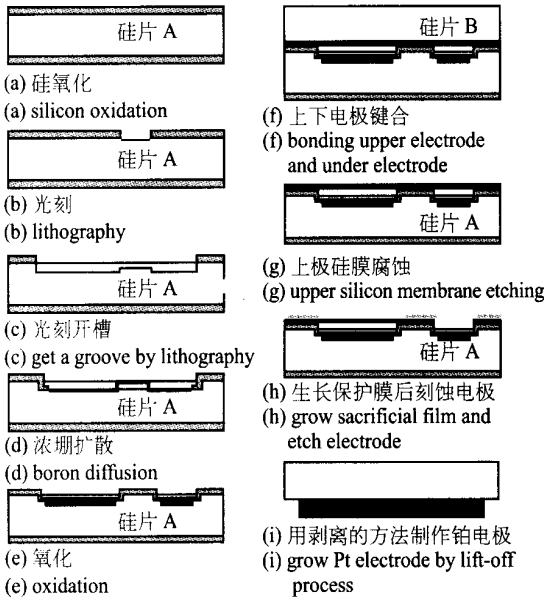 硅片 A
(a) 硅氧化
(a) silicon oxidation
硅片 A
(b) 光刻
(b) lithography
硅片 A
(c) 光刻开槽
(c) get a groove by lithography
(d) 浓堋扩散
(d) boron diffusion
硅片 A
(e) 氧化
(e) oxidation
硅片 B
(f) 上下电极键合
(f) bonding upper electrode
and under electrode
硅片 A
(g) 上极硅膜腐蚀
(g) upper silicon membrane etching
硅片 A
(h) 生长保护膜后刻蚀电极
(h) grow sacrificial film and
etch electrode
(i) 用剥离的方法制作铂电极
(i) grow Pt electrode by lift-off
process